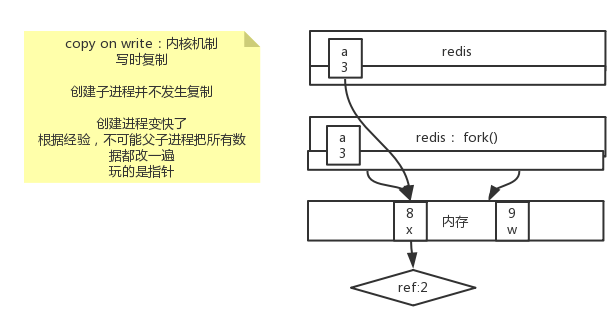 copy on write：内核机制
写时复制
创建子进程并不发生复制
创建进程变快了
根据经验，不可能父子进程把所有数
据都改一遍
玩的是指针
a
3
redis
a
3
redis： fork()
8
x
内存
9
w
ref:2